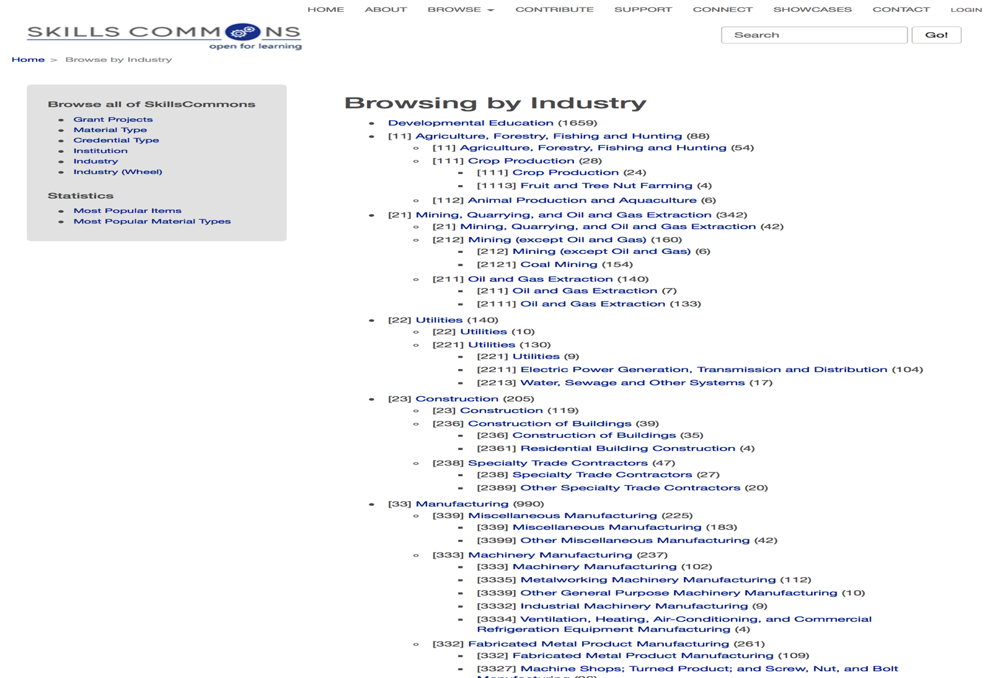 HOME ABOUT BROWSE CONTRIBUTE SUPPORT CONNECT SHOWCASES CONTACT LOGIN
SKILLS COMMONS
open for learning
Search Go!
Home > Browse by Industry
Browse all of SkillsCommons
Grant Projects
Material Type
Credential Type
Institution
Industry
Industry (Wheel)
Statistics
Most Popular Items
Most Popular Material Types
Browsing by Industry
Developmental Education (1659)
[11] Agriculture, Forestry, Fishing and Hunting (88)
[11] Agriculture, Forestry, Fishing and Hunting (54)
[111] Crop Production (28)
[111] Crop Production (24)
[1113] Fruit and Tree Nut Farming (4)
[112] Animal Production and Aquaculture (6)
[21] Mining, Quarrying, and Oil and Gas Extraction (342)
[21] Mining, Quarrying, and Oil and Gas Extraction (42)
[212] Mining (except Oil and Gas) (160)
[212] Mining (except Oil and Gas) (6)
[2121] Coal Mining (154)
[211] Oil and Gas Extraction (140)
[211] Oil and Gas Extraction (7)
[2111] Oil and Gas Extraction (133)
[22] Utilities (140)
[22] Utilities (10)
[221] Utilities (130)
[221] Utilities (9)
[2211] Electric Power Generation, Transmission and Distribution (104)
[2213] Water, Sewage and Other Systems (17)
[23] Construction (205)
[23] Construction (119)
[236] Construction of Buildings (39)
[236] Construction of Buildings (35)
[2361] Residential Building Construction (4)
[238] Specialty Trade Contractors (47)
[238] Specialty Trade Contractors (27)
[2389] Other Specialty Trade Contractors (20)
[33] Manufacturing (990)
[339] Miscellaneous Manufacturing (225)
[339] Miscellaneous Manufacturing (183)
[3399] Other Miscellaneous Manufacturing (42)
[333] Machinery Manufacturing (237)
[333] Machinery Manufacturing (102)
[3335] Metalworking Machinery Manufacturing (112)
[3339] Other General Purpose Machinery Manufacturing (10)
[3332] Industrial Machinery Manufacturing (9)
[3334] Ventilation, Heating, Air-Conditioning, and Commercial
Refrigeration Equipment Manufacturing (4)
[332] Fabricated Metal Product Manufacturing (261)
[332] Fabricated Metal Product Manufacturing (109)
[3327] Machine Shops; Turned Product; and Screw, Nut, and Bolt